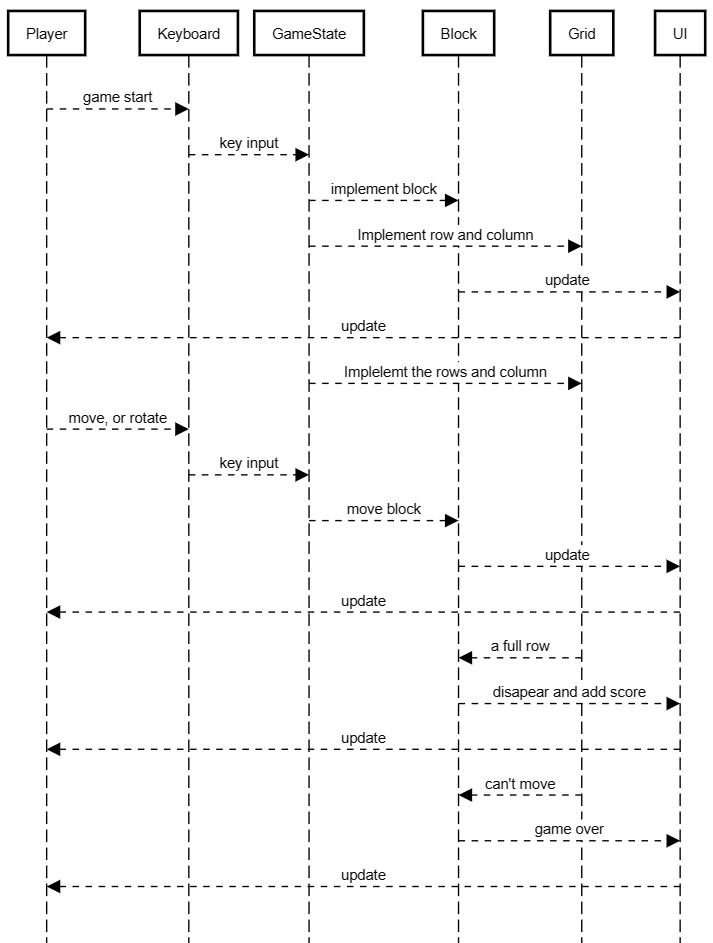 Player
Keyboard
GameState
Block
Grid
UI
game start
key input
implement block
Implement row and column
update
update
Implelemt the rows and column
move, or rotate
key input
move block
update
update
a full row
disapear and add score
update
can't move
game over
update